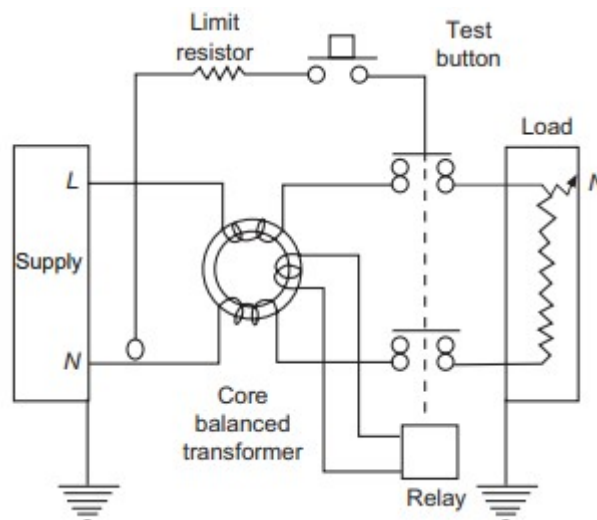 Limit
resistor
Test
button
Load
L
N
Supply
N
Core
balanced
transformer
Relay